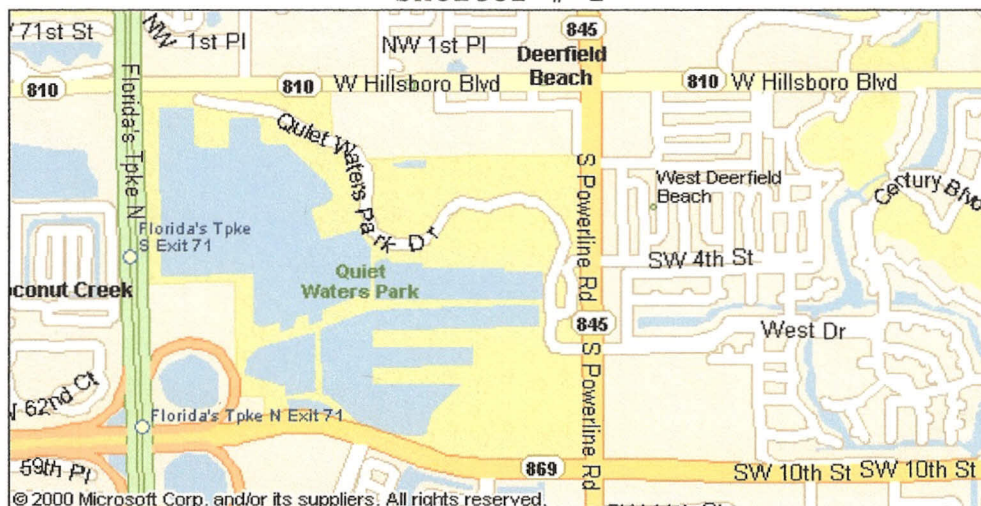 71st St
NW
1st Pl
NW 1st Pl
845
Deerfield
Beach
810
810
W Hillsboro Blvd
810
W Hillsboro Blvd
Florida's Tpke N
Quiet Waters Park Dr
S Powerline Rd
West Deerfield
Beach
Century Blvd
Florida's Tpke
S Exit 71
SW 4th St
Quiet
Waters Park
oconut Creek
845
West Dr
S Powerline Rd
62nd Ct
Florida's Tpke N Exit 71
59th Pl
869
SW 10th St
SW 10th St
© 2000 Microsoft Corp. and/or its suppliers. All rights reserved.